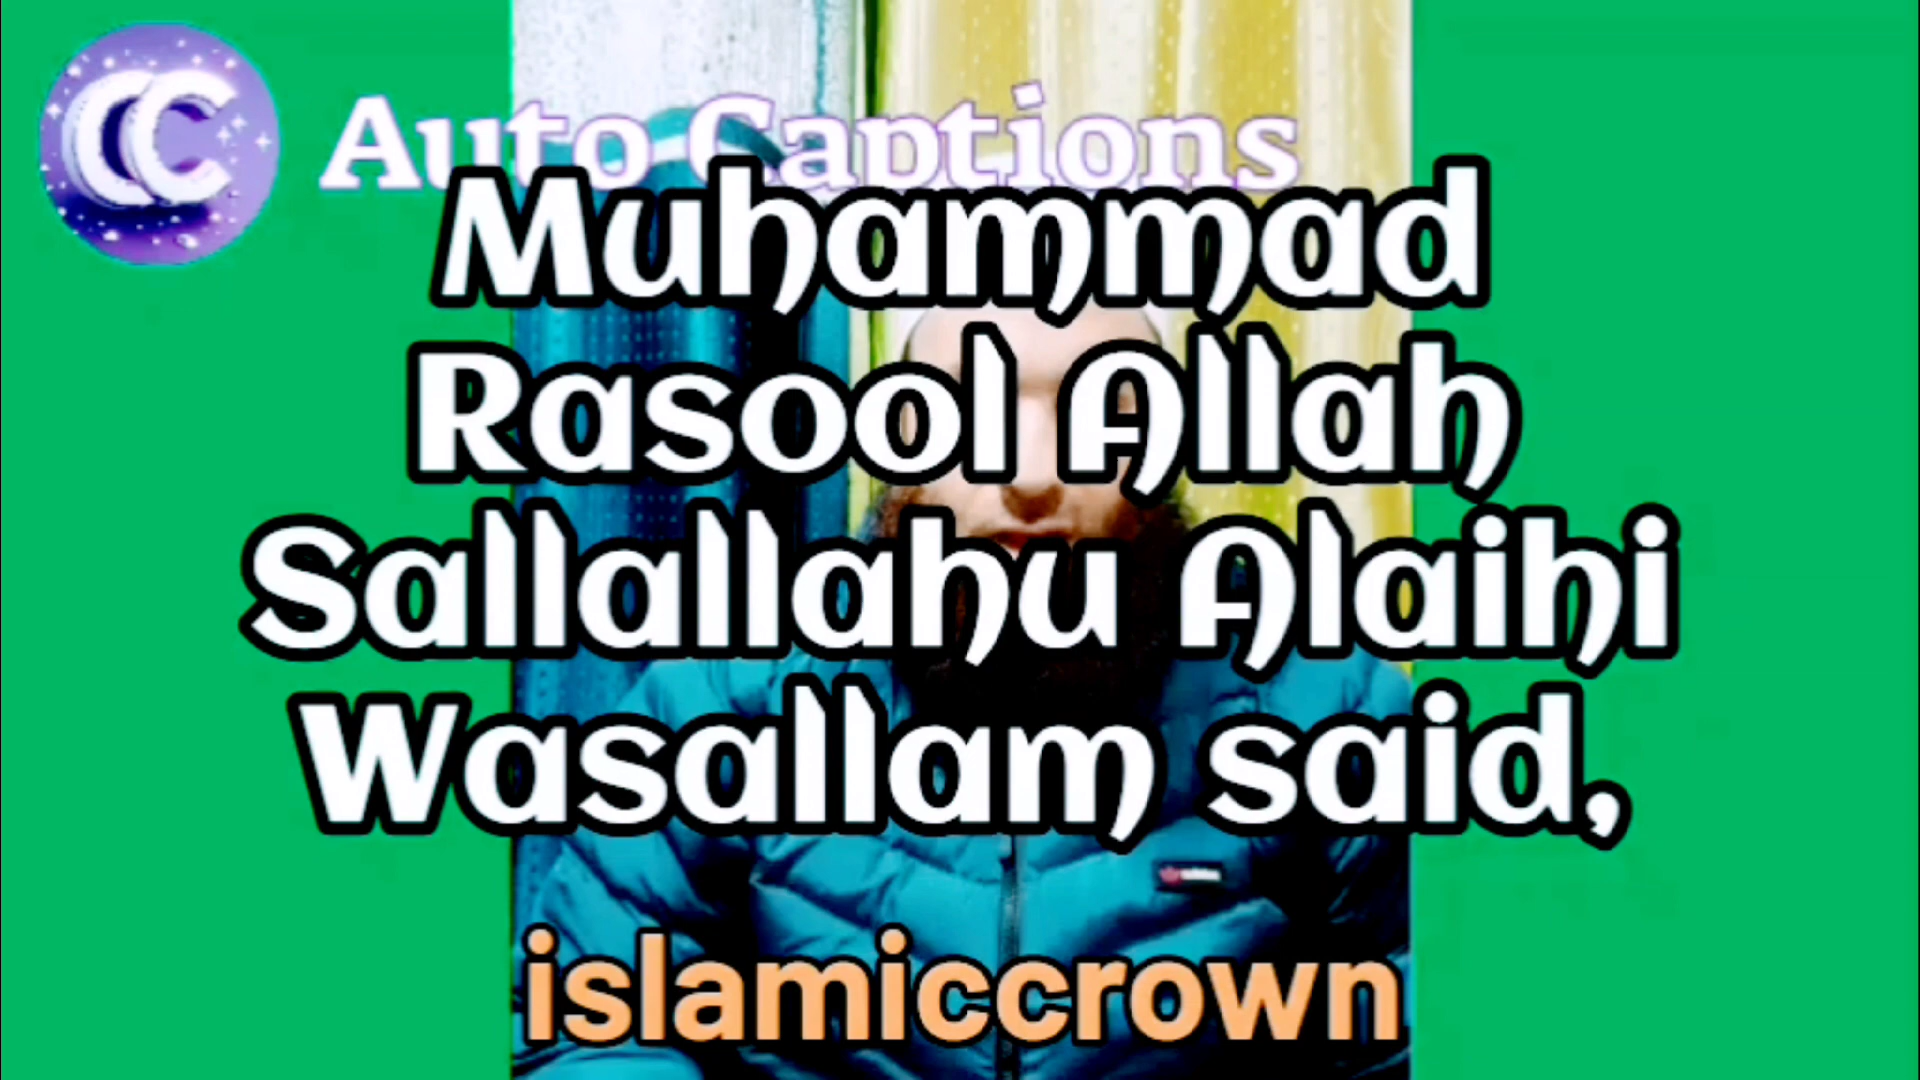 CC Auto Captions
Muhammad
Rasool Allah
Sallallahu Alaihi
Wasallam said,
islamiccrown